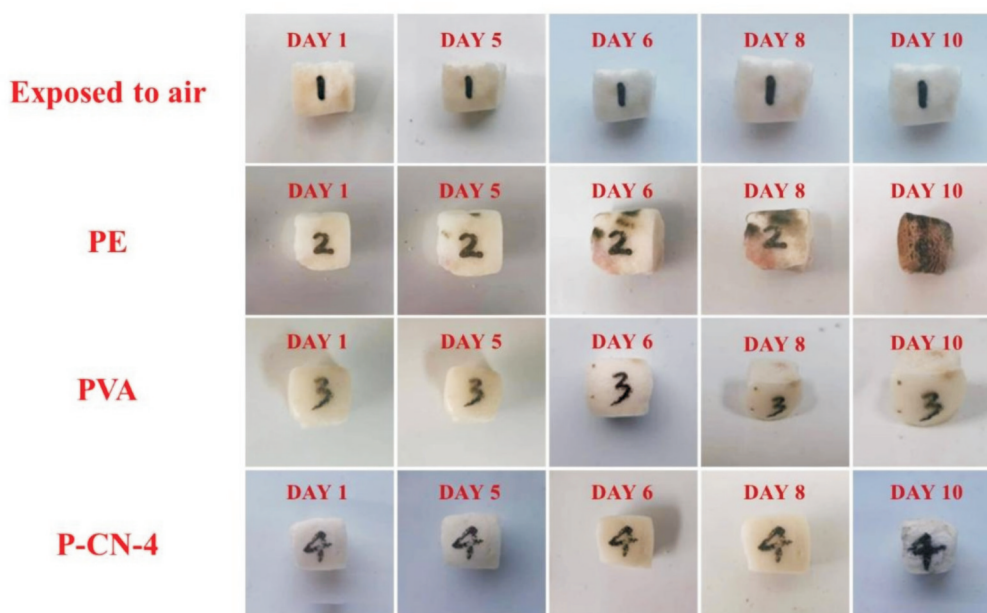 DAY 1 DAY 5 DAY 6 DAY 8 DAY 10
Exposed to air
1 1 1 1 1
DAY 1 DAY 5 DAY 6 DAY 8 DAY 10
PE
2 2 2 2
DAY 1 DAY 5 DAY 6 DAY 8 DAY 10
PVA
3 3 3 3 3
DAY 1 DAY 5 DAY 6 DAY 8 DAY 10
P-CN-4
4 4 4 4 4